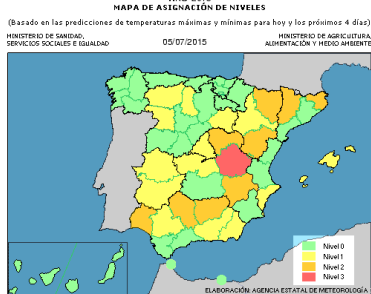 MAPA DE ASIGNACIÓN DE NIVELES
(Basado en las predicciones de temperaturas máximas y mínimas para hoy y los próximos 4 días)
MINISTERIO DE SANIDAD,
SERVICIOS SOCIALES E IGUALDAD
05/07/2015
MINISTERIO DE AGRICULTURA,
ALIMENTACIÓN Y MEDIO AMBIENTE
Nivel 0
Nivel 1
Nivel 2
Nivel 3
ELABORACIÓN: AGENCIA ESTATAL DE METEOROLOGÍA